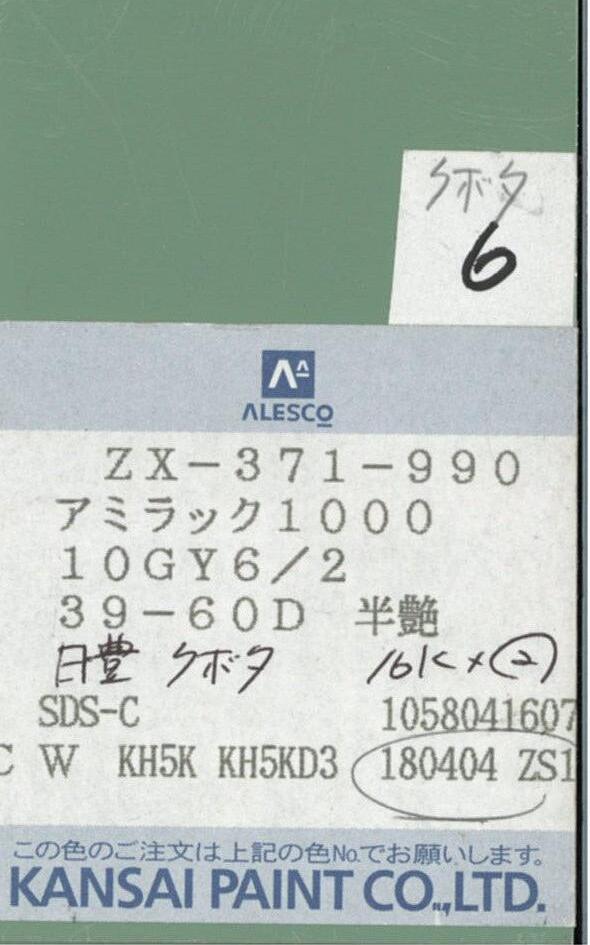 クボタ
6
ALESCO
ZX-371-990
アミラック1000
10GY6/2
39-60D 半艶
日豊 クボタ 16K×②
SDS-C 1058041607
C W KH5K KH5KD3 180404 ZS1
この色のご注文は上記の色No.でお願いします。
KANSAI PAINT CO.,LTD.